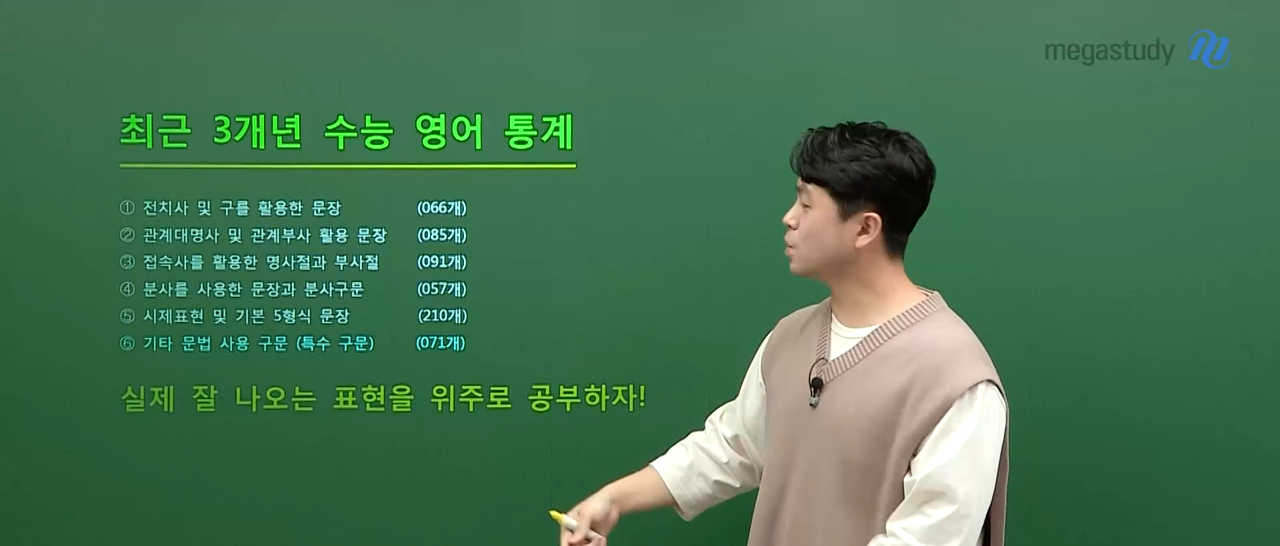 megastudy
최근 3개년 수능 영어 통계
① 전치사 및 구를 활용한 문장 (066개)
② 관계대명사 및 관계부사 활용 문장 (085개)
③ 접속사를 활용한 명사절과 부사절 (091개)
④ 분사를 사용한 문장과 분사구문 (057개)
⑤ 시제표현 및 기본 5형식 문장 (210개)
⑥ 기타 문법 사용 구문 (특수 구문) (071개)
실제 잘 나오는 표현을 위주로 공부하자!